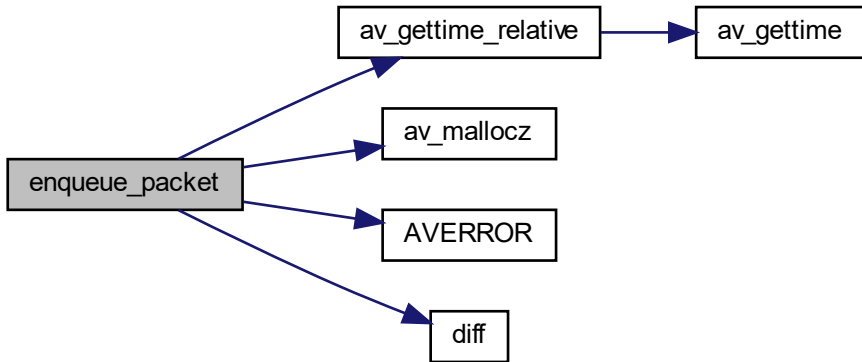 av_gettime_relative
av_gettime
av_mallocz
enqueue_packet
AVERROR
diff